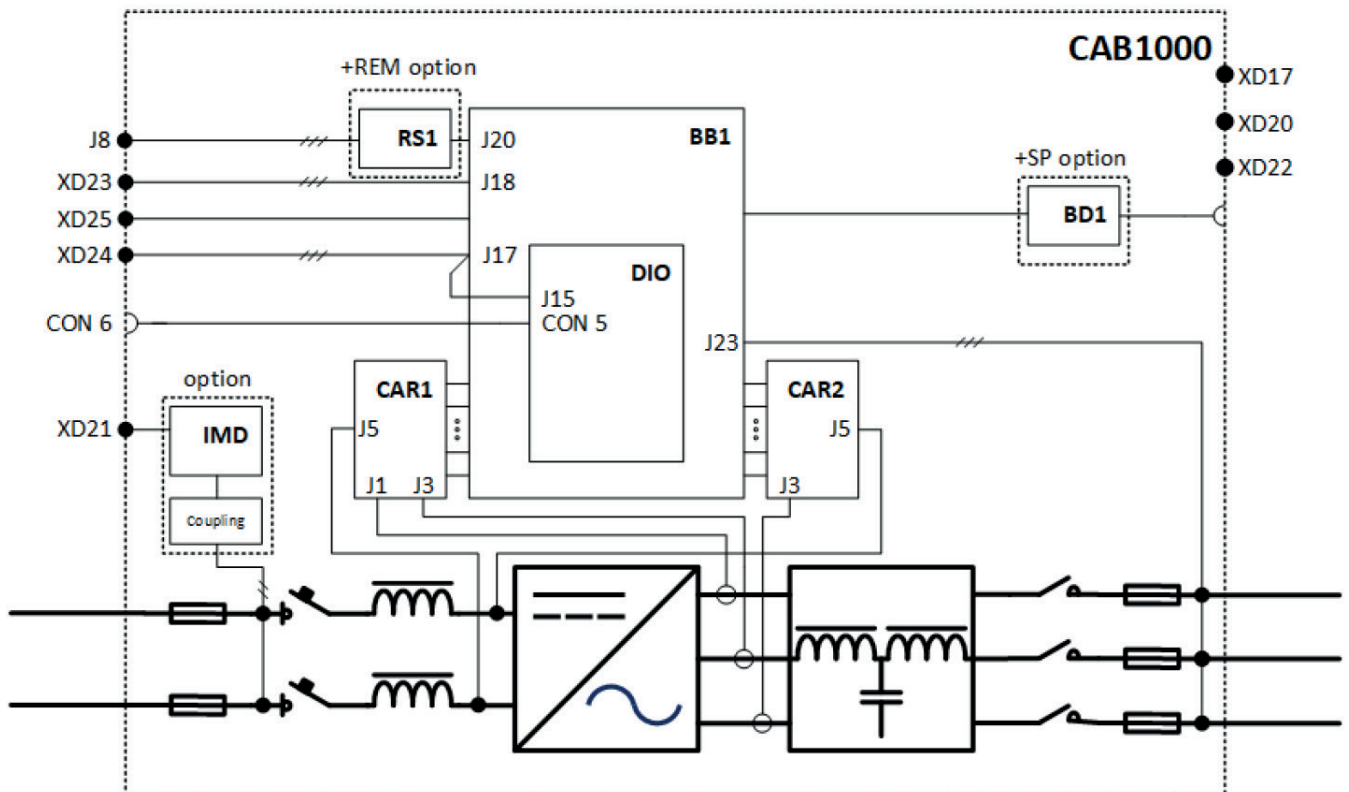 CAB1000
+REM option
XD17
XD20
J8
RS1
J20
BB1
+SP option
XD22
XD23
J18
XD25
BD1
XD24
J17
DIO
J15
CON 6
CON 5
J23
option
CAR1
CAR2
XD21
IMD
J5
J5
J1
J3
J3
Coupling